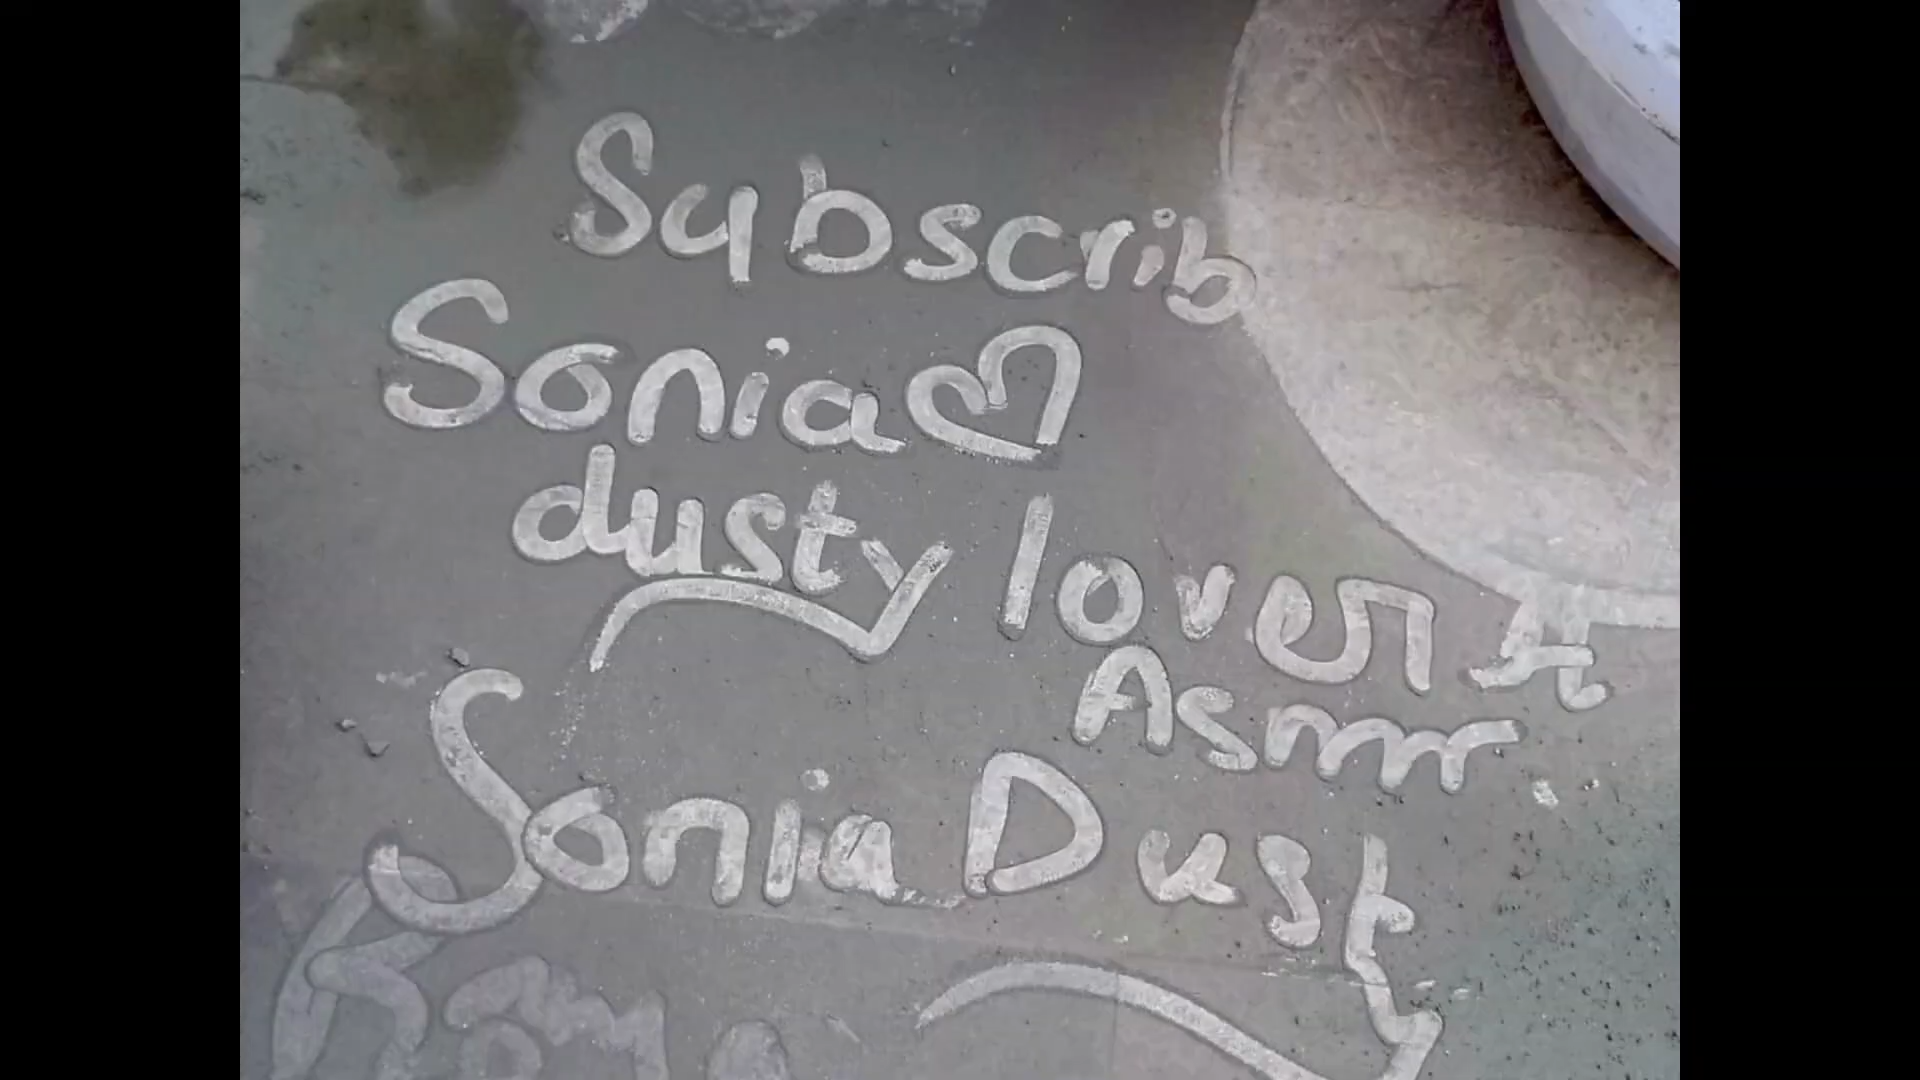 Subscrib
Sonia♡
dusty lover
Asmr
Sonia Dust